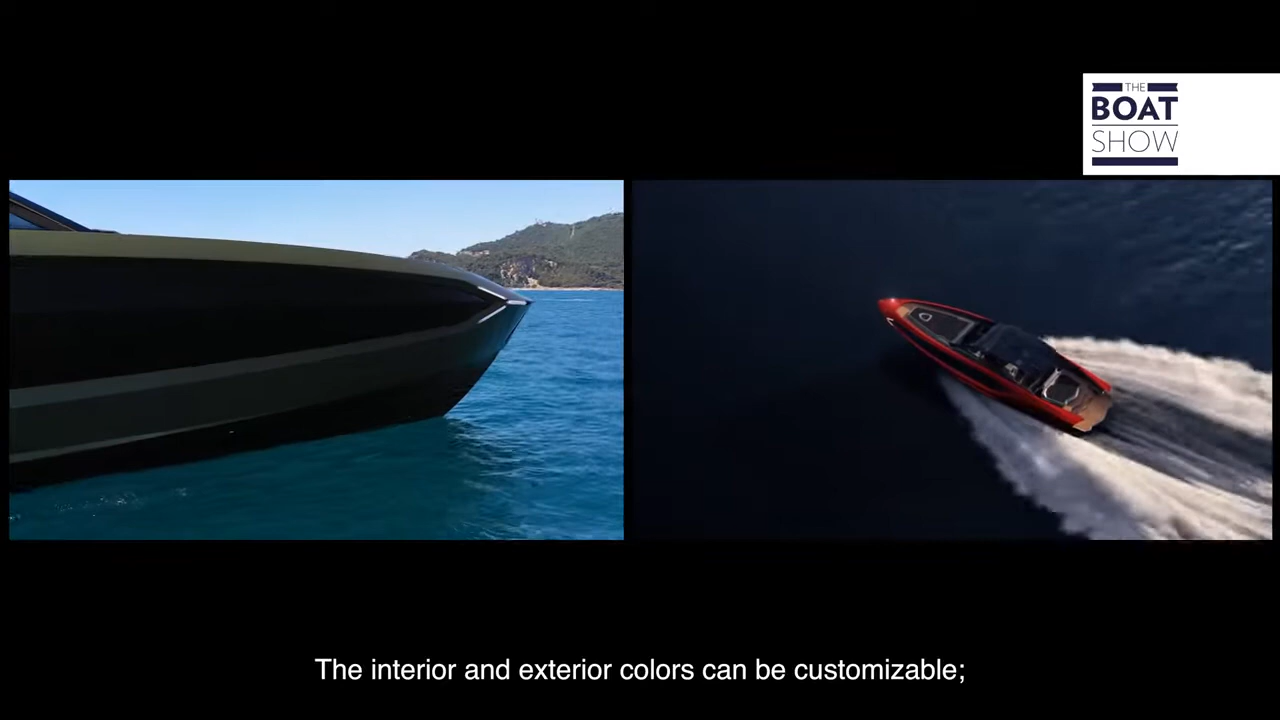 THE
BOAT
SHOW
The interior and exterior colors can be customizable;